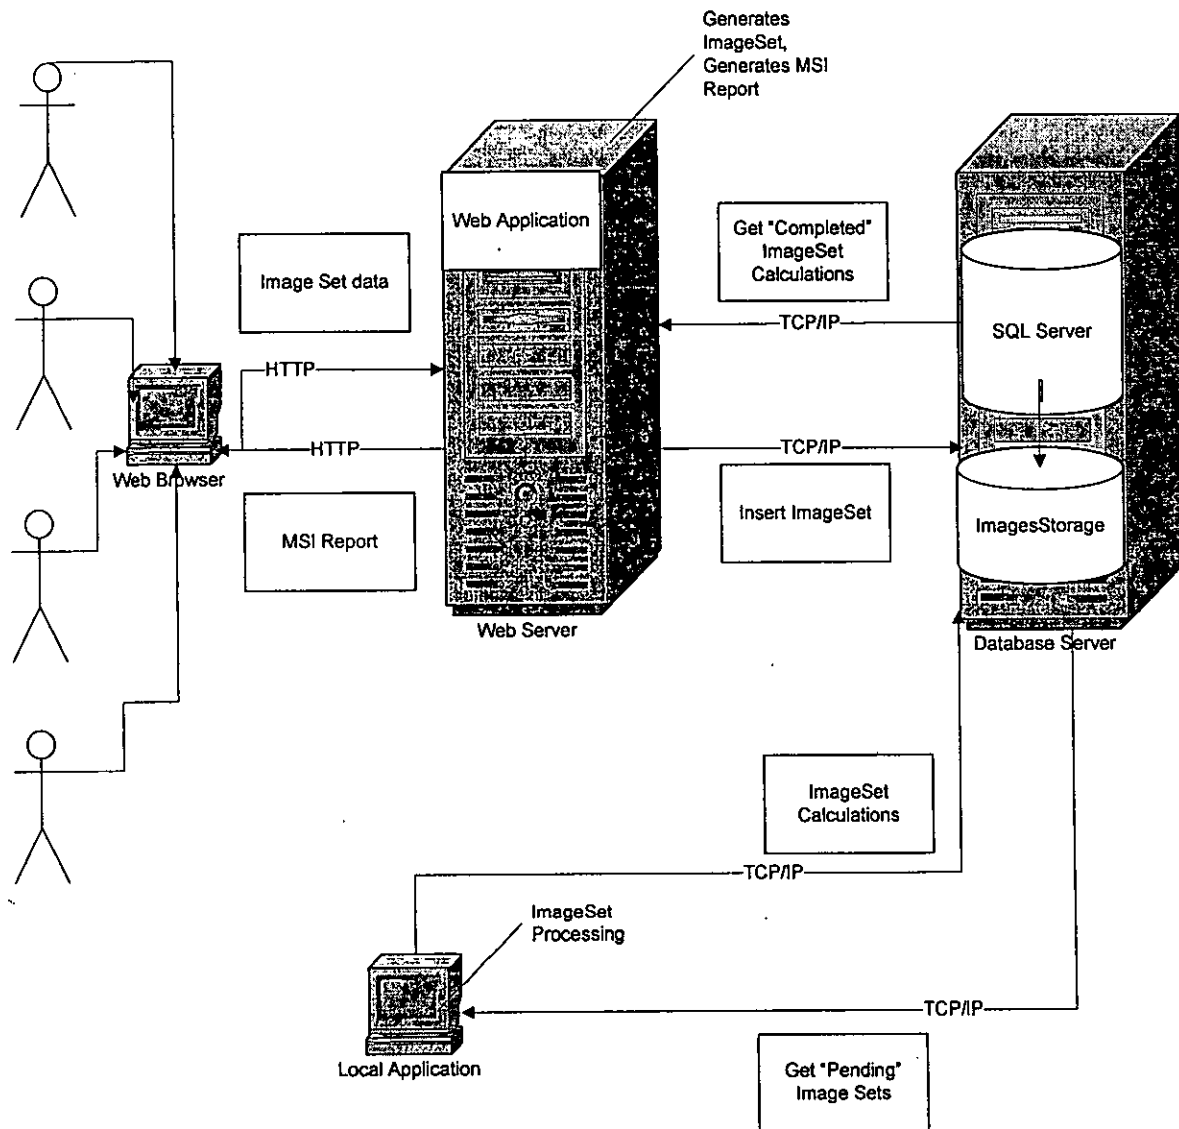 Generates
ImageSet,
Generates MSI
Report
Web Application
Get "Completed"
ImageSet
Calculations
Image Set data
TCP/IP
SQL Server
HTTP
HTTP
TCP/IP
Web Browser
MSI Report
Insert ImageSet
ImagesStorage
Web Server
Database Server
ImageSet
Calculations
TCP/IP
ImageSet
Processing
TCP/IP
Local Application
Get "Pending"
Image Sets